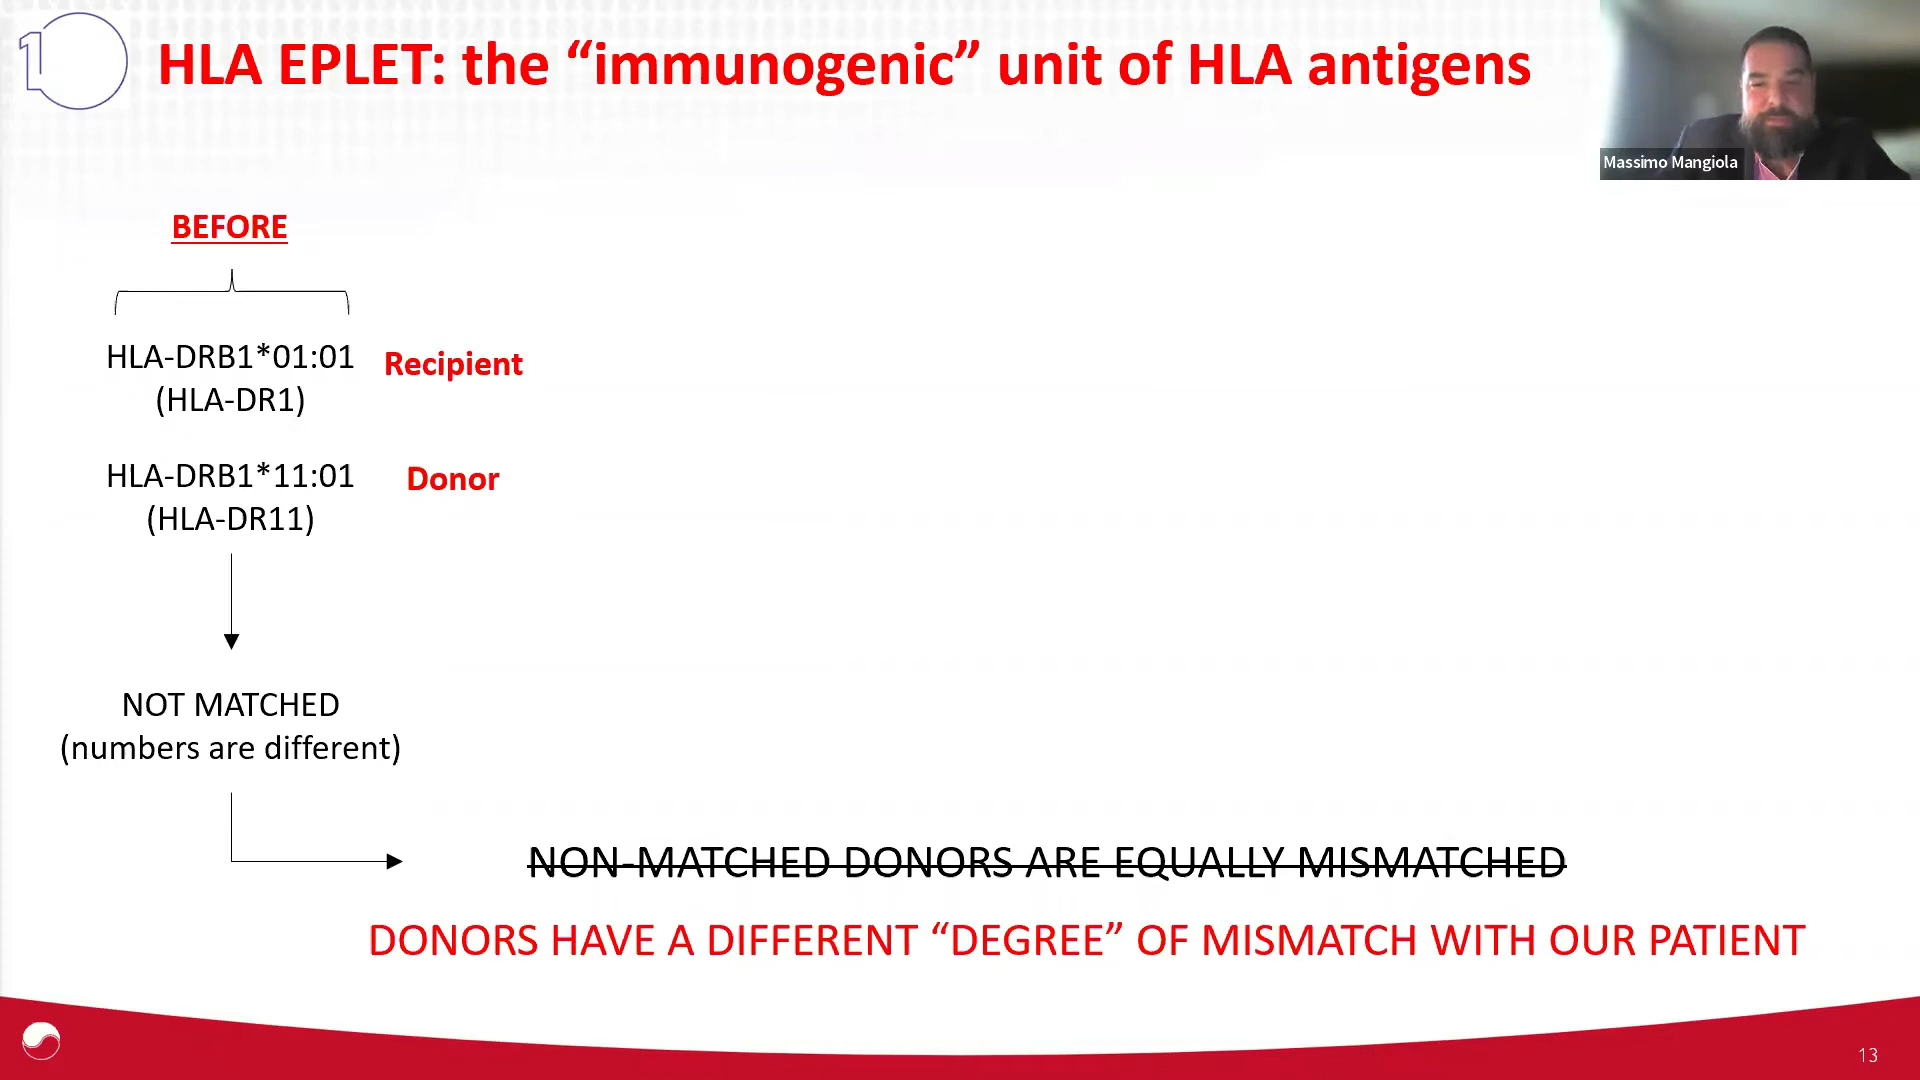 10
HLA EPLET: the “immunogenic” unit of HLA antigens
Massimo Mangiola
BEFORE
HLA-DRB1*01:01
(HLA-DR1)
Recipient
HLA-DRB1*11:01
(HLA-DR11)
Donor
NOT MATCHED
(numbers are different)
NON-MATCHED DONORS ARE EQUALLY MISMATCHED
DONORS HAVE A DIFFERENT “DEGREE” OF MISMATCH WITH OUR PATIENT
13